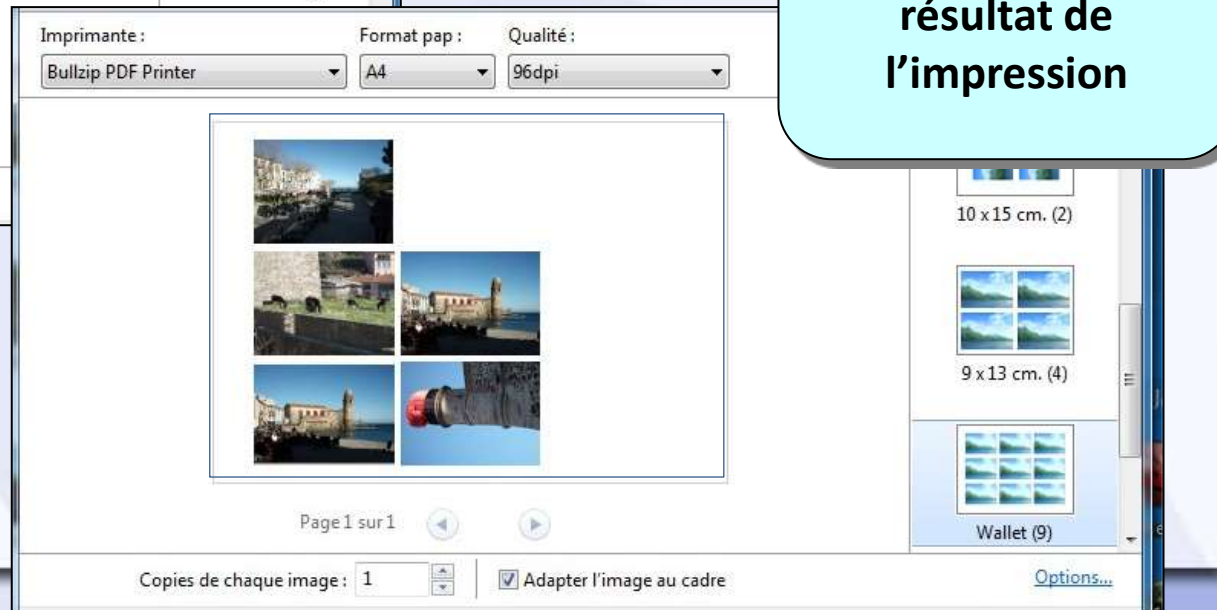 résultat de
l’impression
Imprimante : Format pap : Qualité :
Bullzip PDF Printer A4 96dpi
10 x 15 cm. (2)
9 x 13 cm. (4)
Wallet (9)
Page 1 sur 1
Copies de chaque image : 1 Adapter l'image au cadre Options...